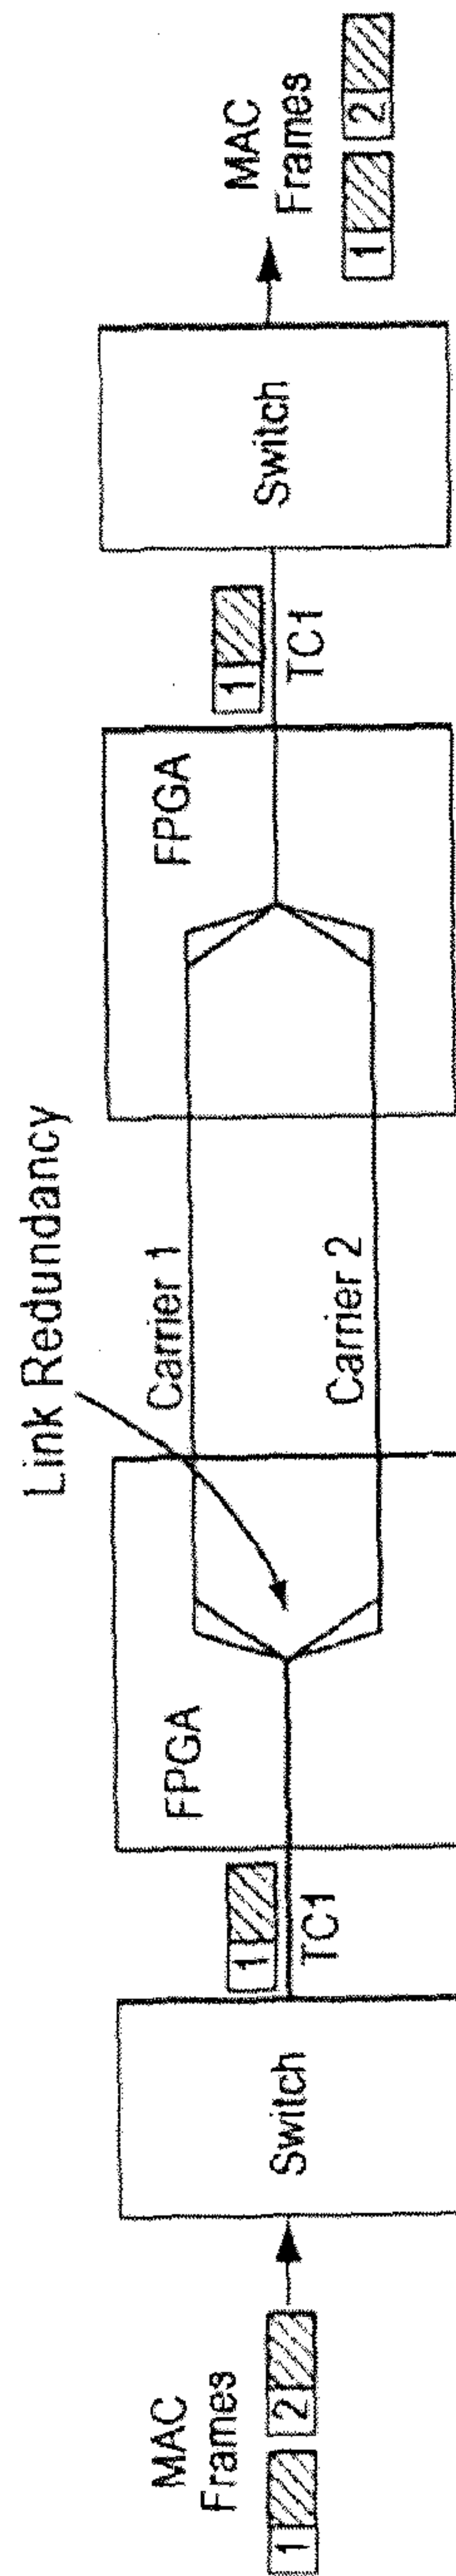 Link Redundancy
MAC
Frames
1 2
Switch
1
TC1
FPGA
Carrier 1
Carrier 2
FPGA
1
TC1
Switch
MAC
Frames
1 2